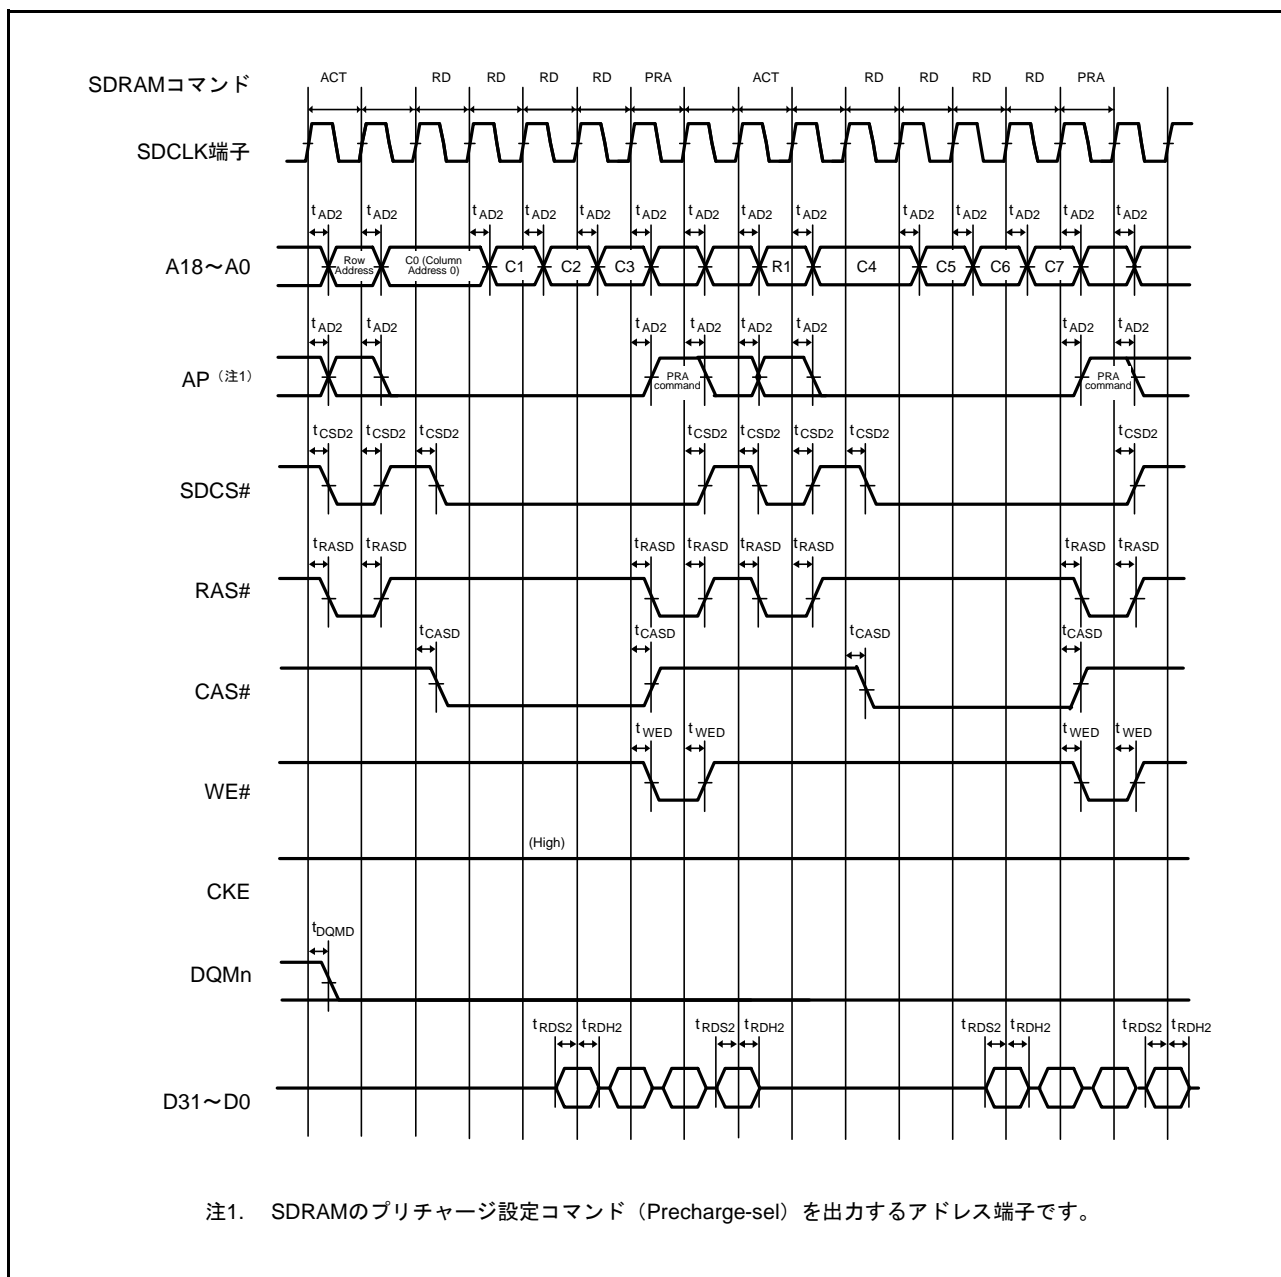 SDRAMコマンド ACT RD RD RD RD PRA ACT RD RD RD RD PRA
SDCLK端子
tAD2 tAD2 tAD2 tAD2 tAD2 tAD2 tAD2 tAD2 tAD2 tAD2 tAD2 tAD2 tAD2 tAD2
A18～A0 Row Address C0 (Column Address 0) C1 C2 C3 R1 C4 C5 C6 C7
tAD2 tAD2 tAD2 tAD2 tAD2 tAD2 tAD2 tAD2
AP（注1） PRA command PRA command
tCSD2 tCSD2 tCSD2 tCSD2 tCSD2 tCSD2 tCSD2 tCSD2
SDCS#
tRASD tRASD tRASD tRASD tRASD tRASD tRASD tRASD
RAS#
tCASD tCASD tCASD tCASD
CAS#
tWED tWED tWED tWED
WE#
(High)
CKE
tDQMD
DQMn
tRDS2 tRDH2 tRDS2 tRDH2 tRDS2 tRDH2 tRDS2 tRDH2
D31～D0
注1. SDRAMのプリチャージ設定コマンド（Precharge-sel）を出力するアドレス端子です。